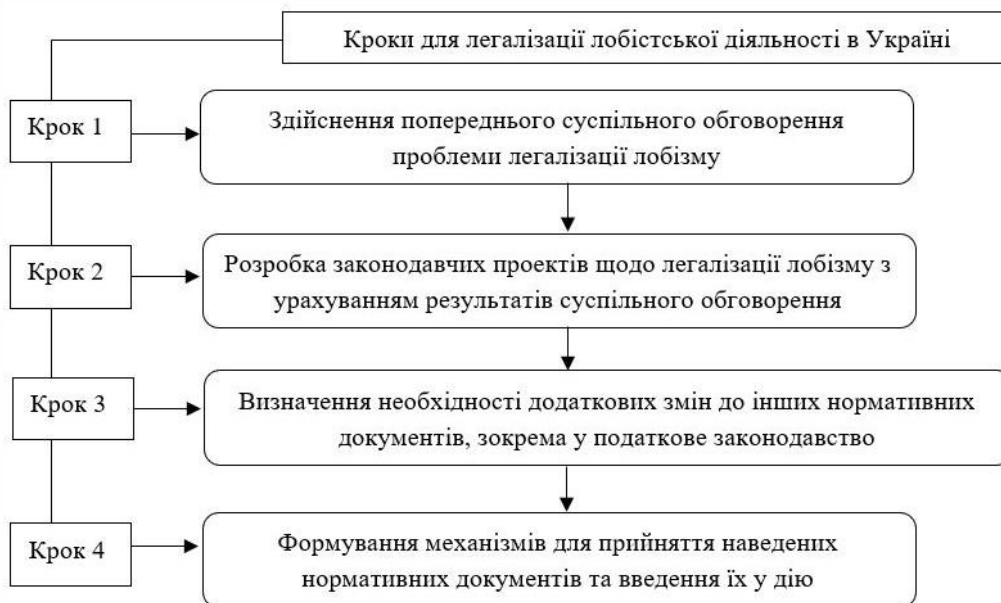 Кроки для легалізації лобістської діяльності в Україні
Крок 1
Здійснення попереднього суспільного обговорення
проблеми легалізації лобізму
Крок 2
Розробка законодавчих проектів щодо легалізації лобізму з
урахуванням результатів суспільного обговорення
Крок 3
Визначення необхідності додаткових змін до інших нормативних
документів, зокрема у податкове законодавство
Крок 4
Формування механізмів для прийняття наведених
нормативних документів та введення їх у дію